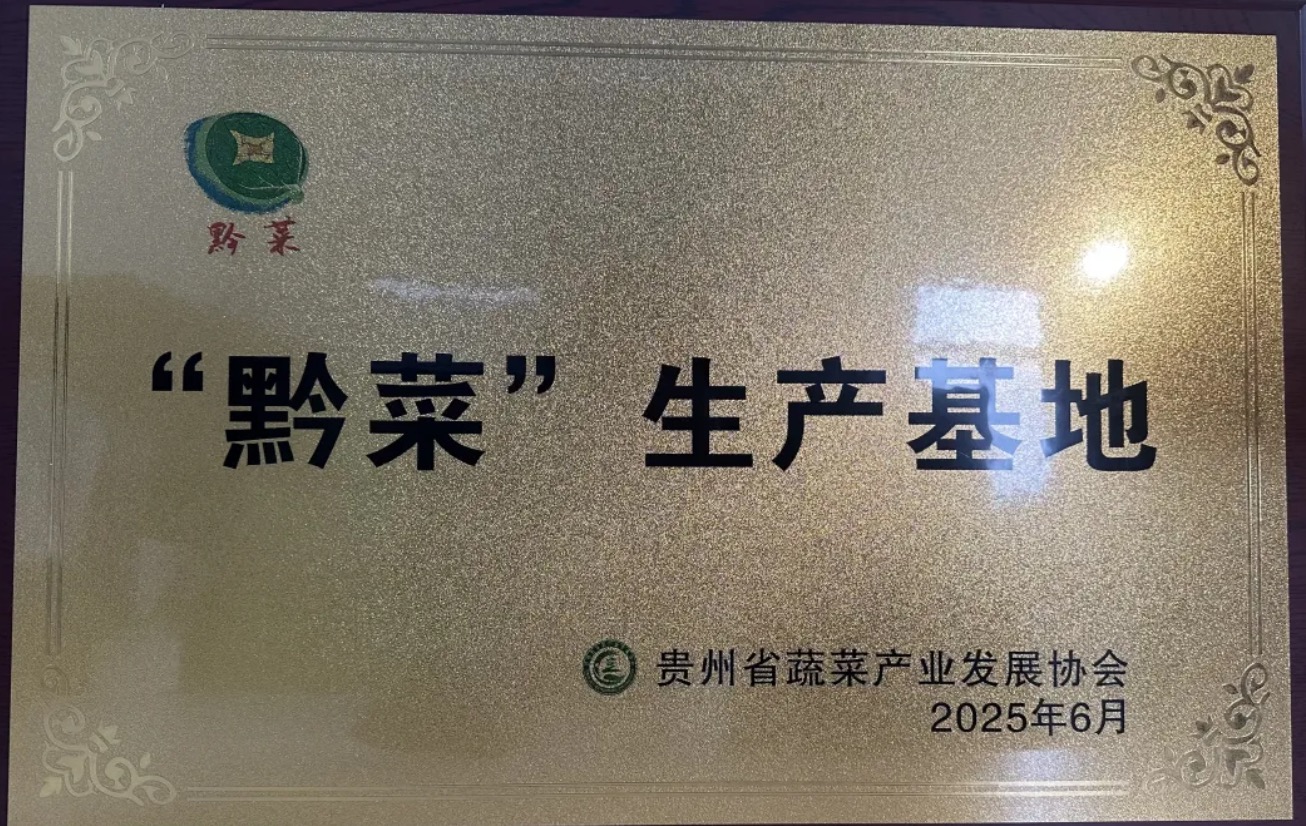 黔菜
“黔菜” 生产基地
贵州省蔬菜产业发展协会
2025年6月